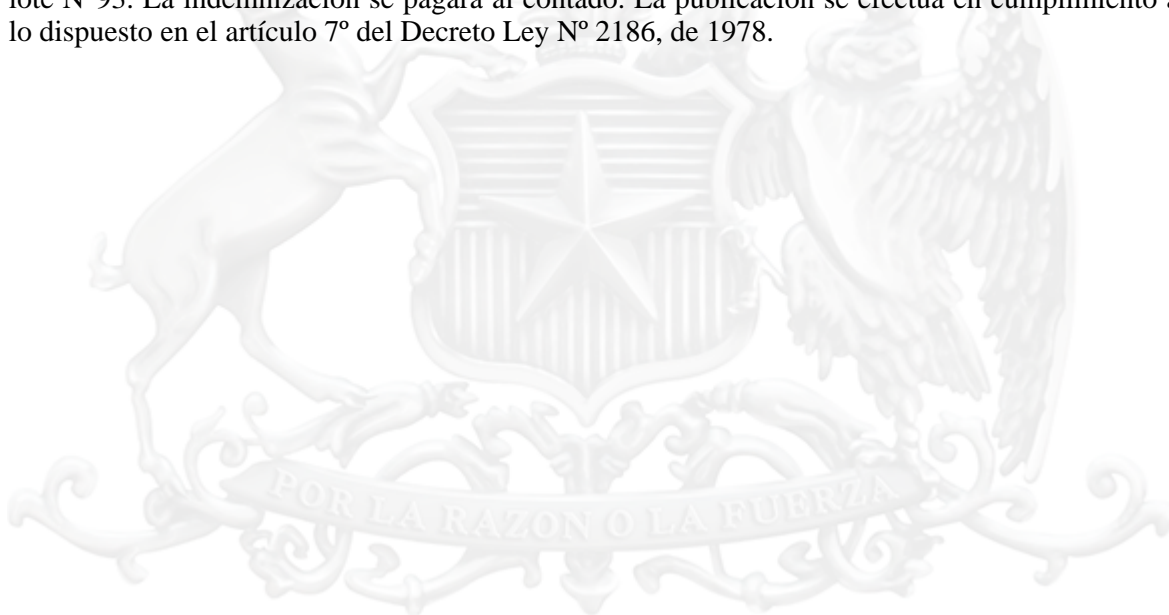 lote Nº 93. La indemnización se pagará al contado. La publicación se efectúa en cumplimiento a
lo dispuesto en el artículo 7º del Decreto Ley Nº 2186, de 1978.
POR LA RAZON O LA FUERZA